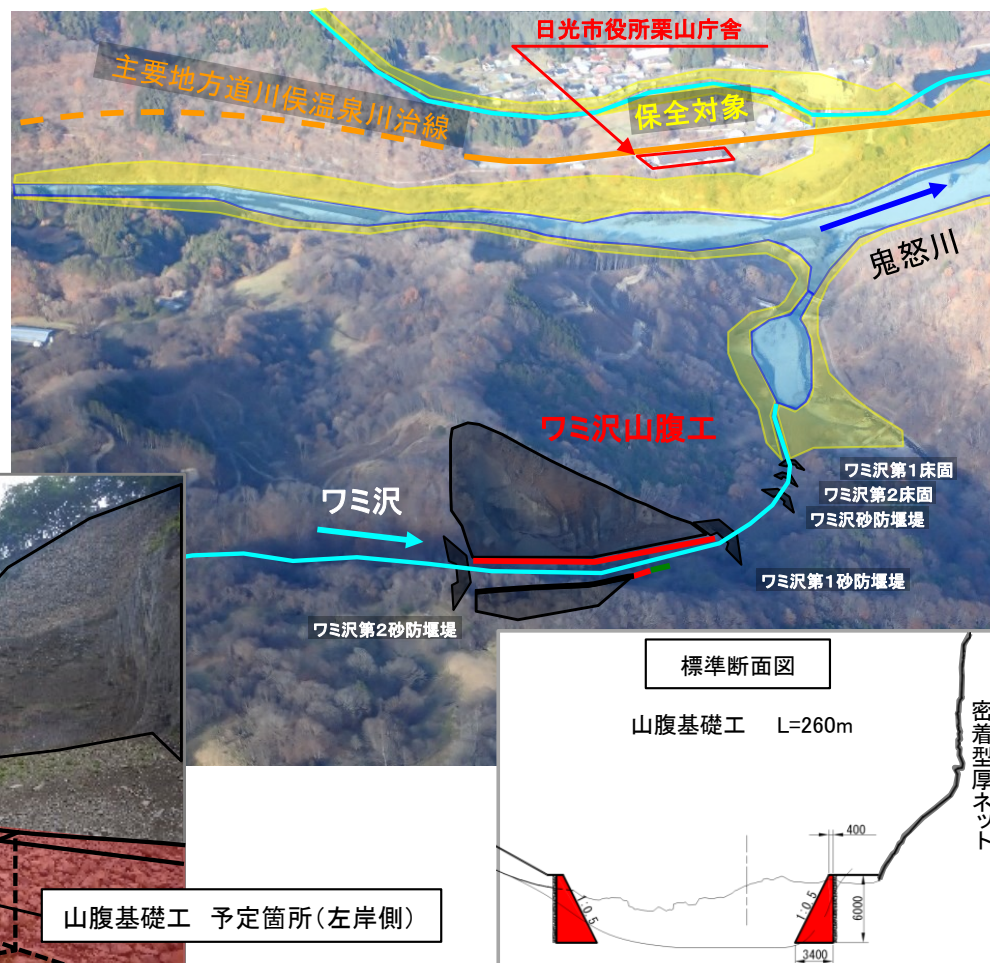 日光市役所栗山庁舎
主要地方道川俣温泉川治線
保全対象
鬼怒川
ワミ沢山腹工
ワミ沢
ワミ沢第1床固
ワミ沢第2床固
ワミ沢砂防堰堤
ワミ沢第1砂防堰堤
ワミ沢第2砂防堰堤
標準断面図
山腹基礎工 L=260m
密着型厚ネット
400
1:0.5
1:0.5
6000
3400
山腹基礎工 予定箇所(左岸側)